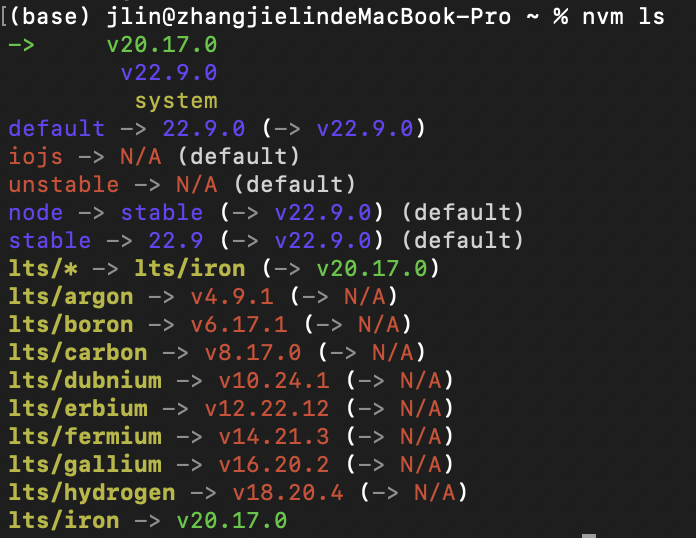 [(base) jlin@zhangjielindeMacBook-Pro ~ % nvm ls
->      v20.17.0
        v22.9.0
         system
default -> 22.9.0 (-> v22.9.0)
iojs -> N/A (default)
unstable -> N/A (default)
node -> stable (-> v22.9.0) (default)
stable -> 22.9 (-> v22.9.0) (default)
lts/* -> lts/iron (-> v20.17.0)
lts/argon -> v4.9.1 (-> N/A)
lts/boron -> v6.17.1 (-> N/A)
lts/carbon -> v8.17.0 (-> N/A)
lts/dubnium -> v10.24.1 (-> N/A)
lts/erbium -> v12.22.12 (-> N/A)
lts/fermium -> v14.21.3 (-> N/A)
lts/gallium -> v16.20.2 (-> N/A)
lts/hydrogen -> v18.20.4 (-> N/A)
lts/iron -> v20.17.0